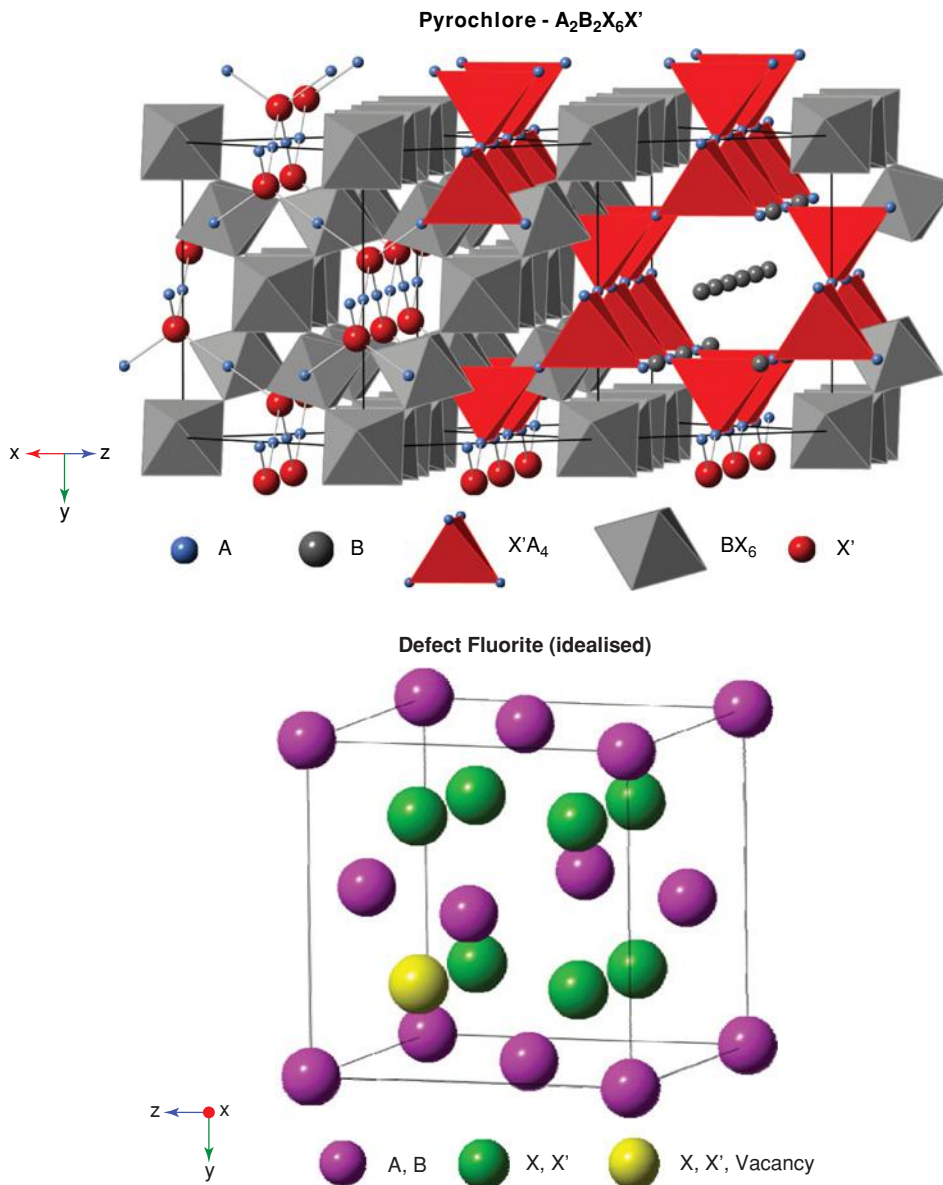 Pyrochlore - A₂B₂X₆X’
x z
y
A B X’A₄ BX₆ X’
Defect Fluorite (idealised)
z x
y
A, B X, X’ X, X’, Vacancy